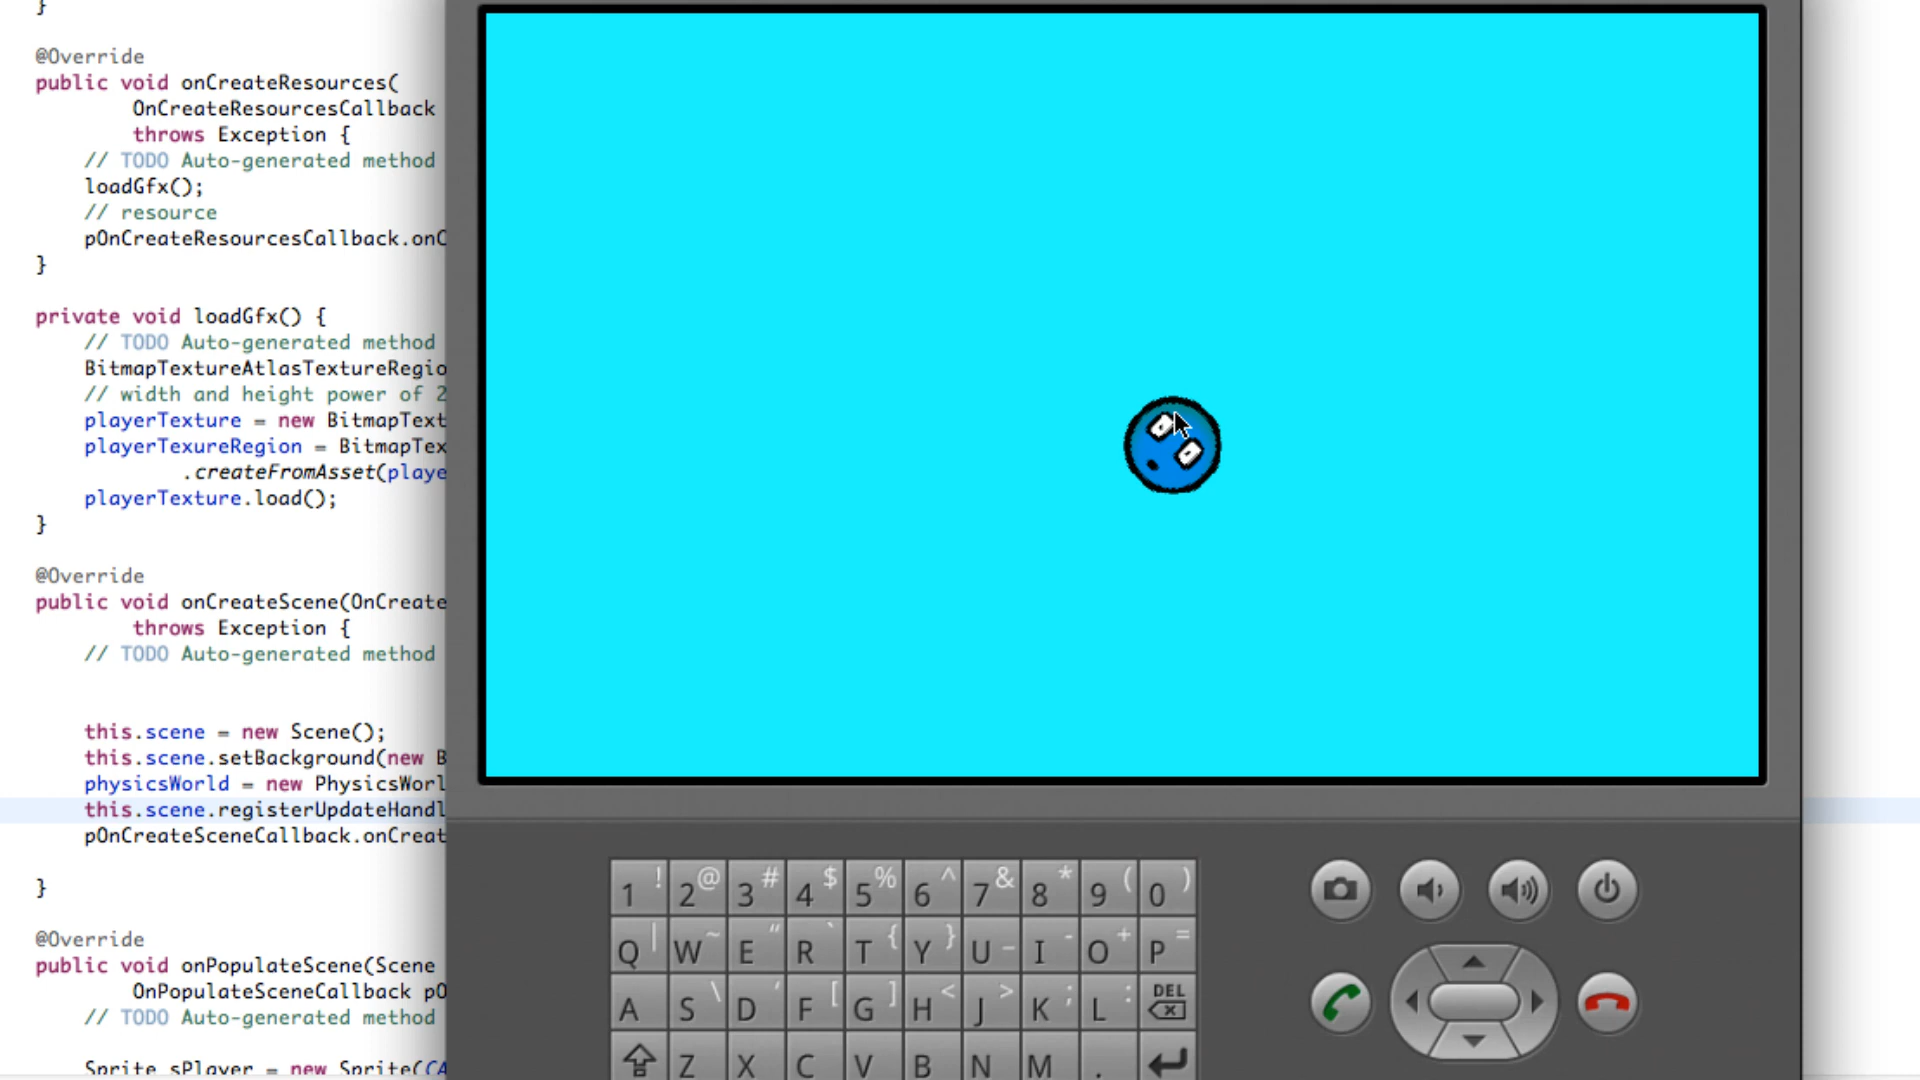 }
@Override
public void onCreateResources(
OnCreateResourcesCallback
throws Exception {
// TODO Auto-generated method
loadGfx();
// resource
pOnCreateResourcesCallback.onC
}
private void loadGfx() {
// TODO Auto-generated method
BitmapTextureAtlasTextureRegio
// width and height power of 2
playerTexture = new BitmapText
playerTexureRegion = BitmapTex
.createFromAsset(playe
playerTexture.load();
}
@Override
public void onCreateScene(OnCreate
throws Exception {
// TODO Auto-generated method
this.scene = new Scene();
this.scene.setBackground(new B
physicsWorld = new PhysicsWorl
this.scene.registerUpdateHandl
pOnCreateSceneCallback.onCreat
}
@Override
public void onPopulateScene(Scene
OnPopulateSceneCallback pO
// TODO Auto-generated method
Sprite sPlayer = new Sprite(CA
1 ! 2 @ 3 # 4 $ 5 % 6 ^ 7 & 8 * 9 ( 0 )
Q | W ~ E " R ` T { Y } U _ I - O + P =
A S \ D ' F [ G ] H < J > K ; L : DEL
Z X C V B N M .